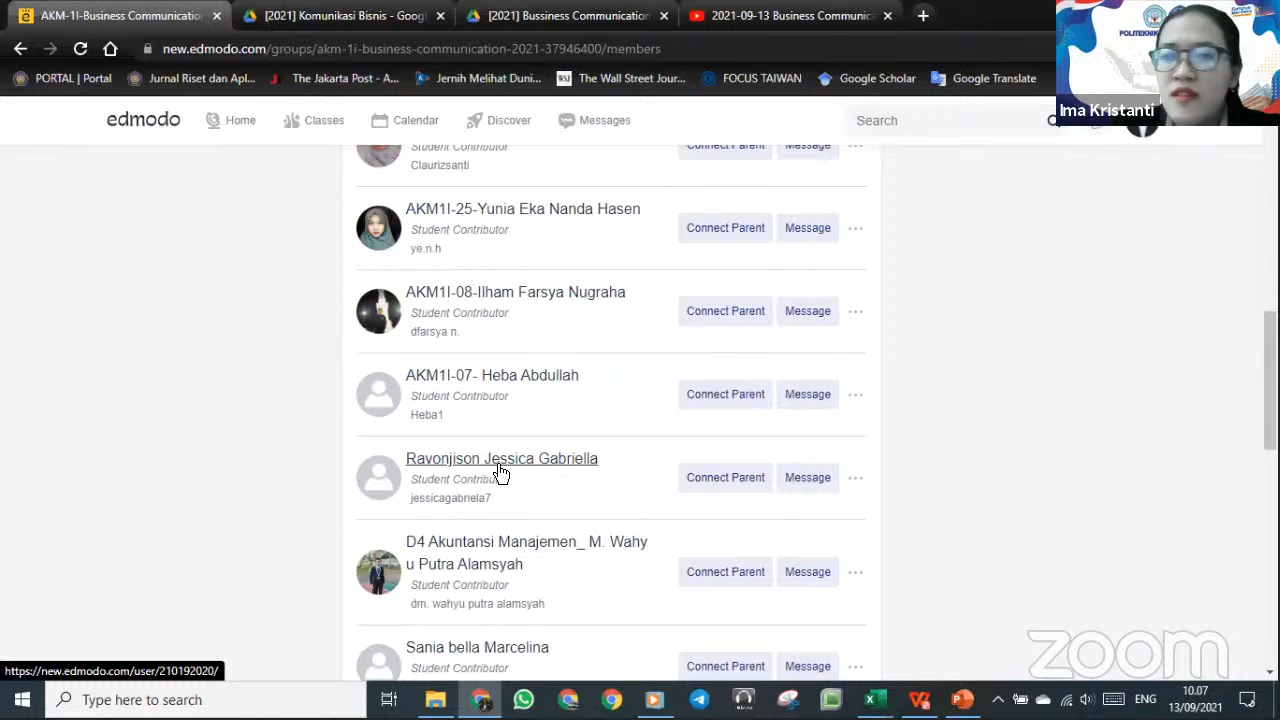 AKM-1I-Business Communication
[2021] Komunikasi Bisn
[2021]
Business Communication
2021-09-13 Business Communic
new.edmodo.com/groups/akm-1i-business-communication-2021-37946400/members
PORTAL | Portal
Jurnal Riset dan Apl...
The Jakarta Post - A...
Melihat Duni...
The Wall Street Jour...
FOCUS TAIWAN
Google Scholar
Google Translate
POLITEKNIK
Ima Kristanti
edmodo
Home
Classes
Discover
Messages
Search
Student Contributor
Claurizsanti
Connect Parent
Message
AKM1I-25-Yunia Eka Nanda Hasen
Student Contributor
ye.n.h
Connect Parent
Message
AKM1I-08-Ilham Farsya Nugraha
Student Contributor
dfarsya n.
Connect Parent
Message
AKM1I-07- Heba Abdullah
Student Contributor
Heba1
Connect Parent
Message
Ravonjison Jessica Gabriella
Student Contribu
jessicagabriela7
Connect Parent
Message
D4 Akuntansi Manajemen_ M. Wahy
u Putra Alamsyah
Student Contributor
dm. wahyu putra alamsyah
Connect Parent
Message
Sania bella Marcelina
Student Contributor
Connect Parent
Message
zoom
https://new.edmodo.com/user/210192020/
Type here to search
ENG
10.07
13/09/2021